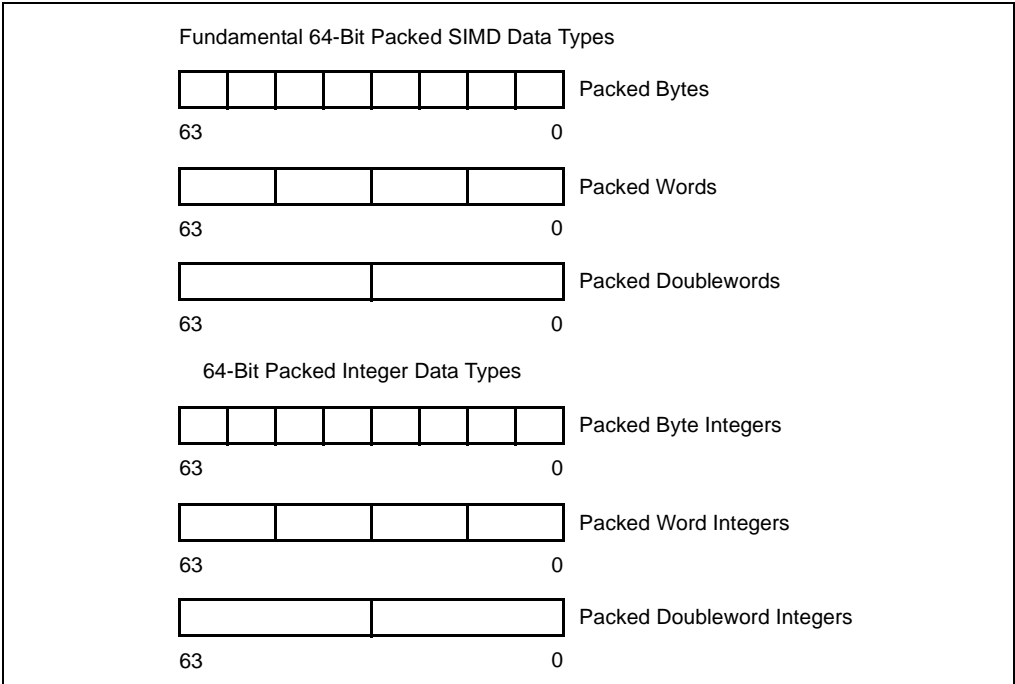 Fundamental 64-Bit Packed SIMD Data Types
Packed Bytes
63 0
Packed Words
63 0
Packed Doublewords
63 0
64-Bit Packed Integer Data Types
Packed Byte Integers
63 0
Packed Word Integers
63 0
Packed Doubleword Integers
63 0